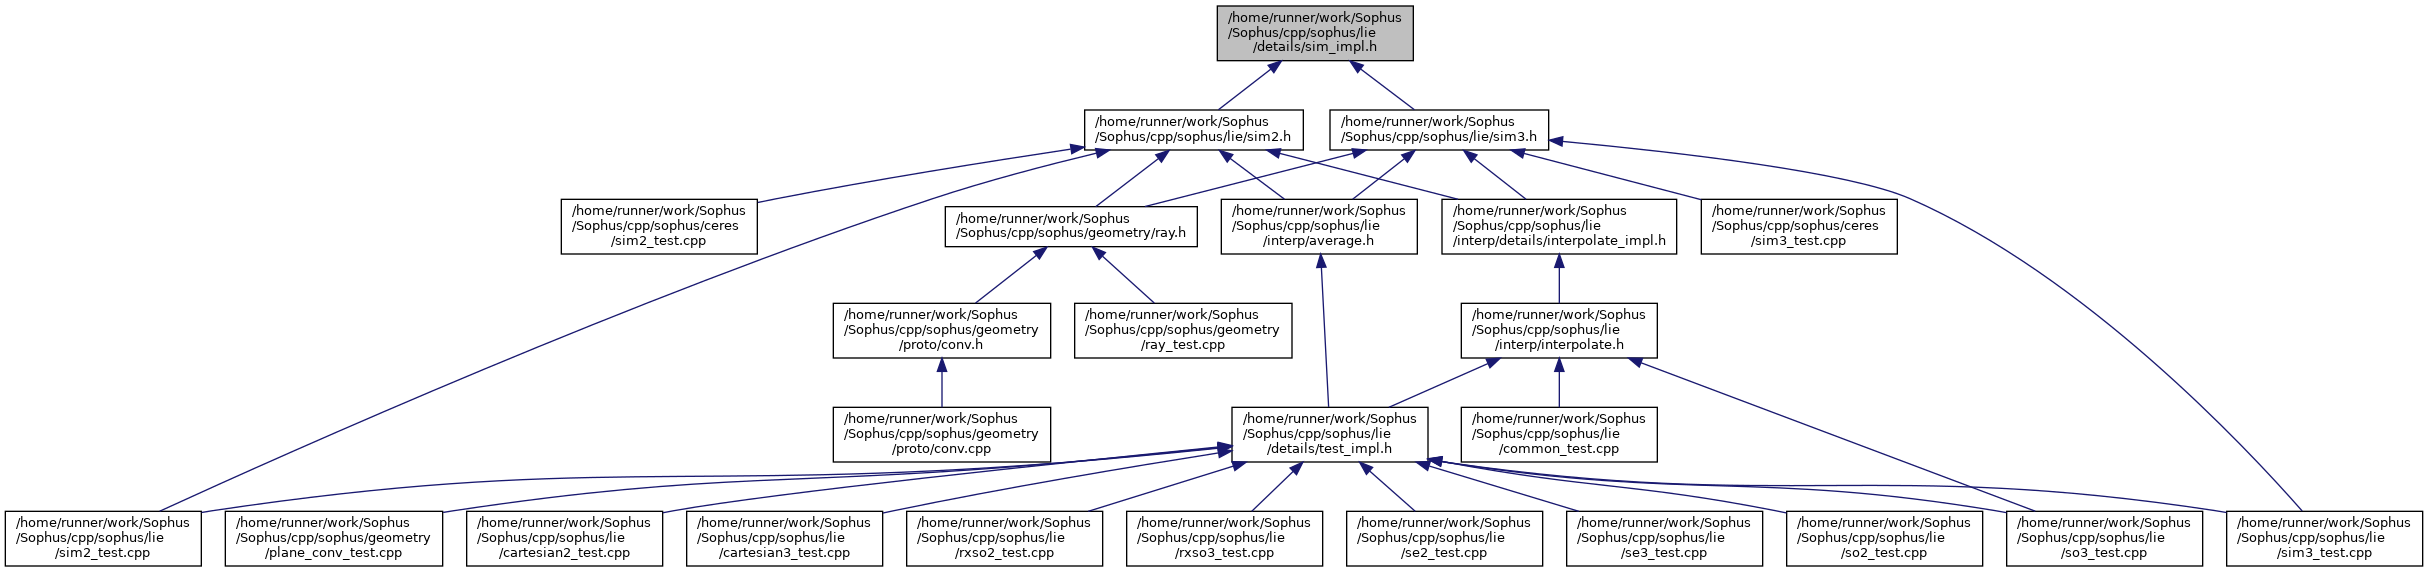 /home/runner/work/Sophus
/Sophus/cpp/sophus/lie
/details/sim_impl.h
/home/runner/work/Sophus
/Sophus/cpp/sophus/lie/sim2.h
/home/runner/work/Sophus
/Sophus/cpp/sophus/lie/sim3.h
/home/runner/work/Sophus
/Sophus/cpp/sophus/ceres
/sim2_test.cpp
/home/runner/work/Sophus
/Sophus/cpp/sophus/geometry/ray.h
/home/runner/work/Sophus
/Sophus/cpp/sophus/lie
/interp/average.h
/home/runner/work/Sophus
/Sophus/cpp/sophus/lie
/interp/details/interpolate_impl.h
/home/runner/work/Sophus
/Sophus/cpp/sophus/ceres
/sim3_test.cpp
/home/runner/work/Sophus
/Sophus/cpp/sophus/geometry
/proto/conv.h
/home/runner/work/Sophus
/Sophus/cpp/sophus/geometry
/ray_test.cpp
/home/runner/work/Sophus
/Sophus/cpp/sophus/lie
/interp/interpolate.h
/home/runner/work/Sophus
/Sophus/cpp/sophus/geometry
/proto/conv.cpp
/home/runner/work/Sophus
/Sophus/cpp/sophus/lie
/details/test_impl.h
/home/runner/work/Sophus
/Sophus/cpp/sophus/lie
/common_test.cpp
/home/runner/work/Sophus
/Sophus/cpp/sophus/lie
/sim2_test.cpp
/home/runner/work/Sophus
/Sophus/cpp/sophus/geometry
/plane_conv_test.cpp
/home/runner/work/Sophus
/Sophus/cpp/sophus/lie
/cartesian2_test.cpp
/home/runner/work/Sophus
/Sophus/cpp/sophus/lie
/cartesian3_test.cpp
/home/runner/work/Sophus
/Sophus/cpp/sophus/lie
/rxso2_test.cpp
/home/runner/work/Sophus
/Sophus/cpp/sophus/lie
/rxso3_test.cpp
/home/runner/work/Sophus
/Sophus/cpp/sophus/lie
/se2_test.cpp
/home/runner/work/Sophus
/Sophus/cpp/sophus/lie
/se3_test.cpp
/home/runner/work/Sophus
/Sophus/cpp/sophus/lie
/so2_test.cpp
/home/runner/work/Sophus
/Sophus/cpp/sophus/lie
/so3_test.cpp
/home/runner/work/Sophus
/Sophus/cpp/sophus/lie
/sim3_test.cpp